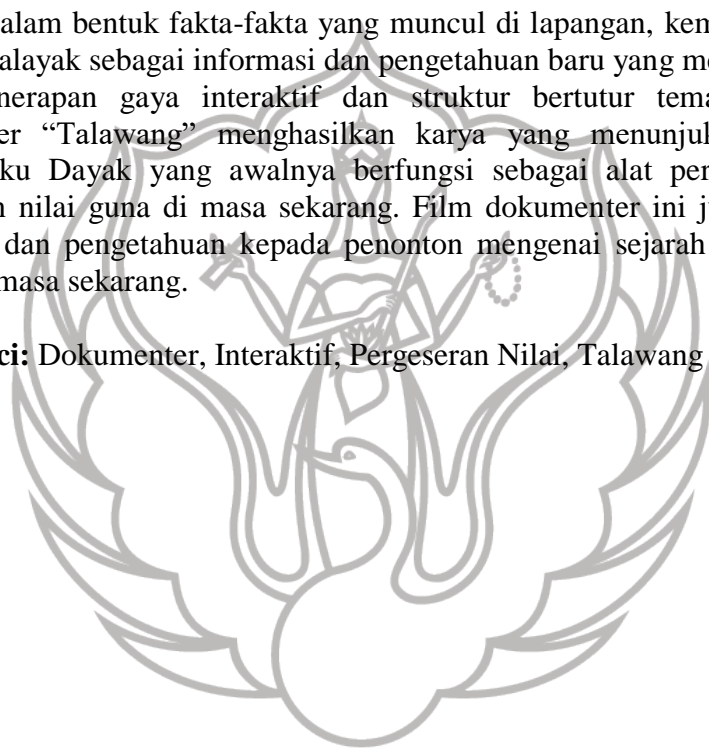 alam bentuk fakta-fakta yang muncul di lapangan, kem
alayak sebagai informasi dan pengetahuan baru yang me
nerapan gaya interaktif dan struktur bertutur tema
er “Talawang” menghasilkan karya yang menunjuk
ku Dayak yang awalnya berfungsi sebagai alat per
n nilai guna di masa sekarang. Film dokumenter ini ju
dan pengetahuan kepada penonton mengenai sejarah
masa sekarang.
ci: Dokumenter, Interaktif, Pergeseran Nilai, Talawang